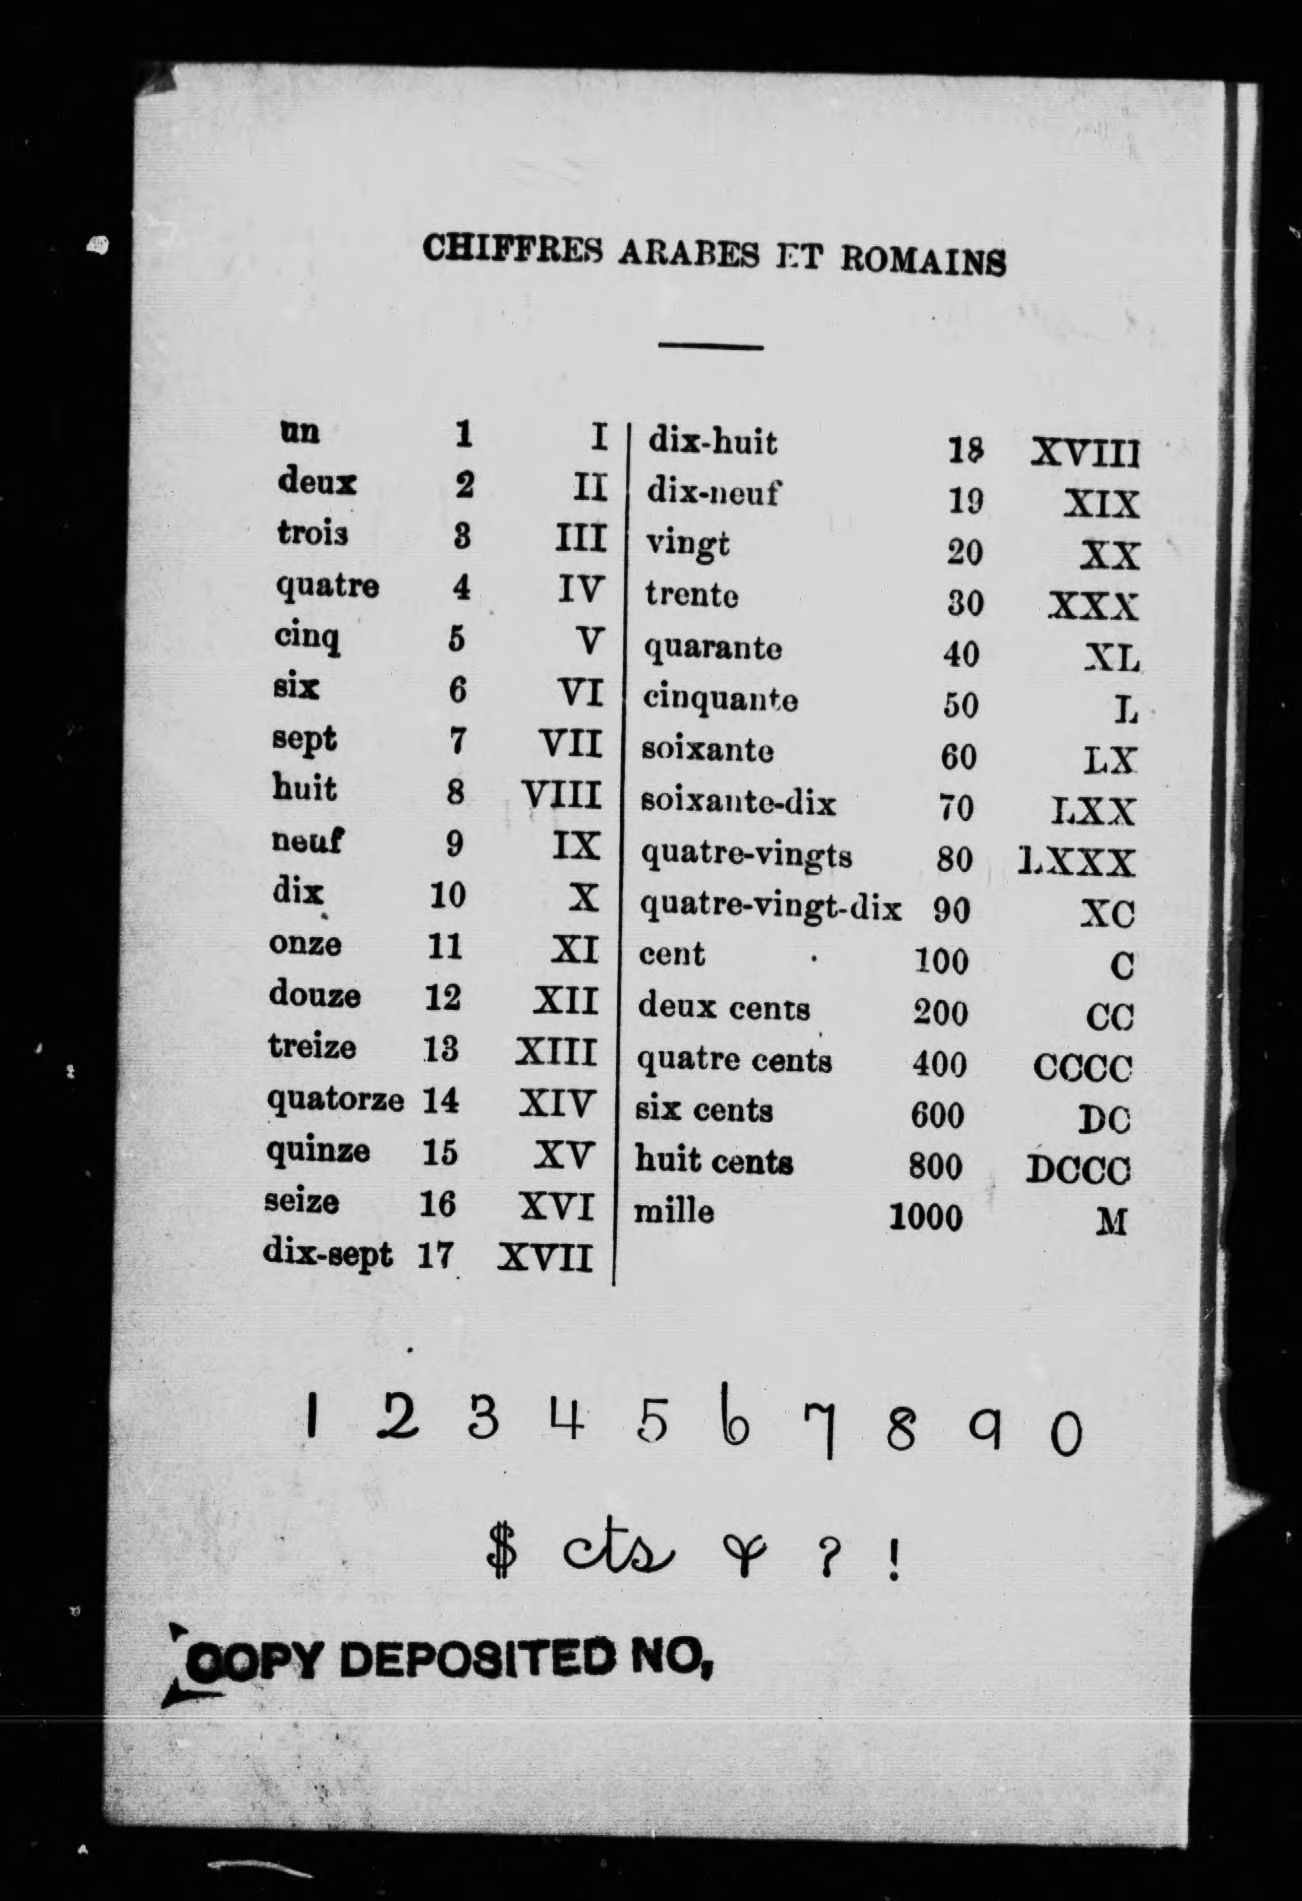 CHIFFRES ARABES ET ROMAINS
un 1 I
deux 2 II
trois 3 III
quatre 4 IV
cinq 5 V
six 6 VI
sept 7 VII
huit 8 VIII
neuf 9 IX
dix 10 X
onze 11 XI
douze 12 XII
treize 13 XIII
quatorze 14 XIV
quinze 15 XV
seize 16 XVI
dix-sept 17 XVII
dix-huit 18 XVIII
dix-neuf 19 XIX
vingt 20 XX
trente 30 XXX
quarante 40 XL
cinquante 50 L
soixante 60 LX
soixante-dix 70 LXX
quatre-vingts 80 LXXX
quatre-vingt-dix 90 XC
cent 100 C
deux cents 200 CC
quatre cents 400 CCCC
six cents 600 DC
huit cents 800 DCCC
mille 1000 M
1 2 3 4 5 6 7 8 9 0
$ cts & ? !
COPY DEPOSITED NO,